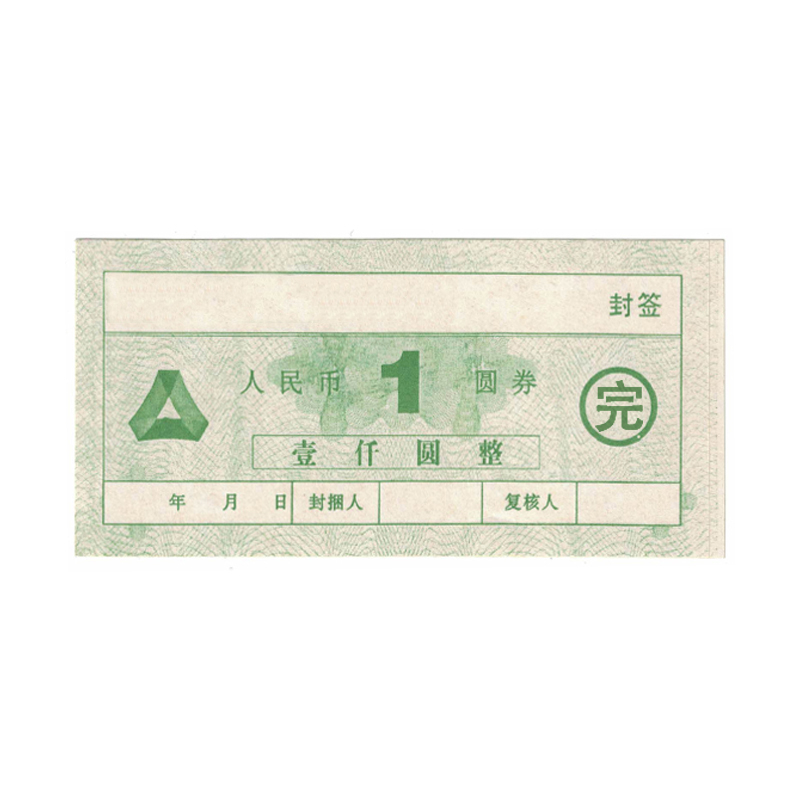 封签
人民币 1 圆券
完
壹仟圆整
年 月 日 封捆人 复核人